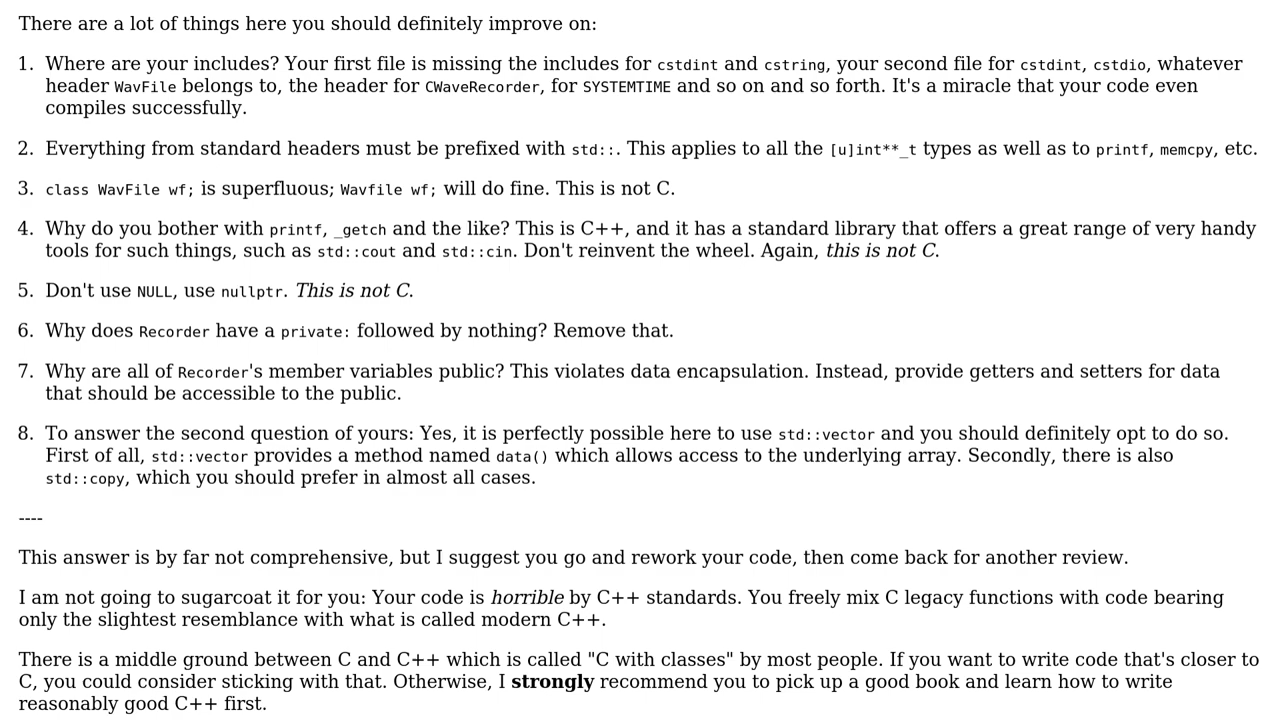 There are a lot of things here you should definitely improve on:
1. Where are your includes? Your first file is missing the includes for cstdint and cstring, your second file for cstdint, cstdio, whatever
header WavFile belongs to, the header for CWaveRecorder, for SYSTEMTIME and so on and so forth. It's a miracle that your code even
compiles successfully.
2. Everything from standard headers must be prefixed with std::. This applies to all the [u]int**_t types as well as to printf, memcpy, etc.
3. class WavFile wf; is superfluous; Wavfile wf; will do fine. This is not C.
4. Why do you bother with printf, _getch and the like? This is C++, and it has a standard library that offers a great range of very handy
tools for such things, such as std::cout and std::cin. Don't reinvent the wheel. Again, this is not C.
5. Don't use NULL, use nullptr. This is not C.
6. Why does Recorder have a private: followed by nothing? Remove that.
7. Why are all of Recorder's member variables public? This violates data encapsulation. Instead, provide getters and setters for data
that should be accessible to the public.
8. To answer the second question of yours: Yes, it is perfectly possible here to use std::vector and you should definitely opt to do so.
First of all, std::vector provides a method named data() which allows access to the underlying array. Secondly, there is also
std::copy, which you should prefer in almost all cases.
----
This answer is by far not comprehensive, but I suggest you go and rework your code, then come back for another review.
I am not going to sugarcoat it for you: Your code is horrible by C++ standards. You freely mix C legacy functions with code bearing
only the slightest resemblance with what is called modern C++.
There is a middle ground between C and C++ which is called "C with classes" by most people. If you want to write code that's closer to
C, you could consider sticking with that. Otherwise, I strongly recommend you to pick up a good book and learn how to write
reasonably good C++ first.